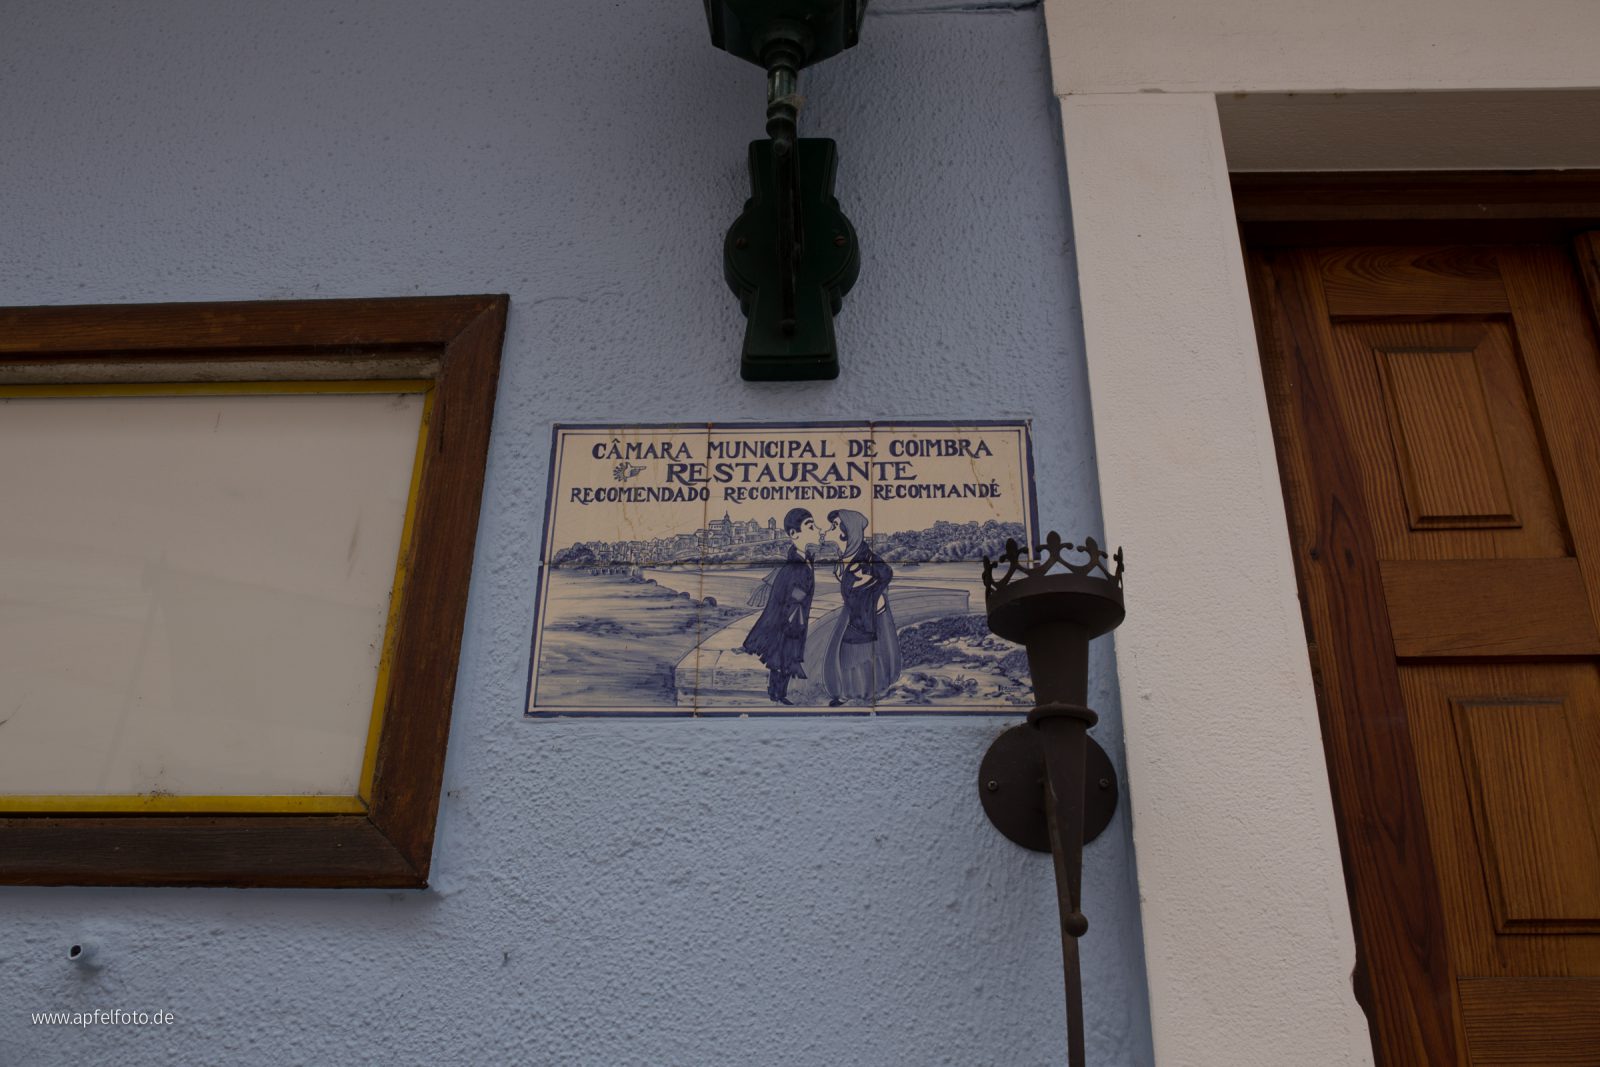 CÂMARA MUNICIPAL DE COIMBRA
RESTAURANTE
RECOMENDADO RECOMMENDED RECOMMANDÉ
www.apfelfoto.de